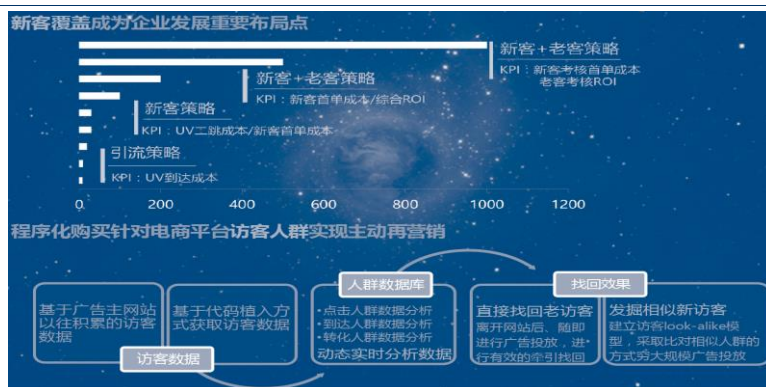 新客覆盖成为企业发展重要布局点
新客+老客策略
KPI：新客考核首单成本
老客考核ROI
新客+老客策略
KPI：新客首单成本/综合ROI
新客策略
KPI：UV二跳成本/新客首单成本
引流策略
KPI：UV到达成本
0 200 400 600 800 1000 1200
程序化购买针对电商平台访客人群实现主动再营销
基于广告主网站
以往积累的访客
数据
基于代码植入方
式获取访客数据
访客数据
人群数据库
•点击人群数据分析
•到达人群数据分析
•转化人群数据分析
动态实时分析数据
找回效果
直接找回老访客
离开网站后、随即
进行广告投放，进
行有效的牵引找回
发掘相似新访客
建立访客look-alike模
型，采取比对相似人群的
方式穷大规模广告投放